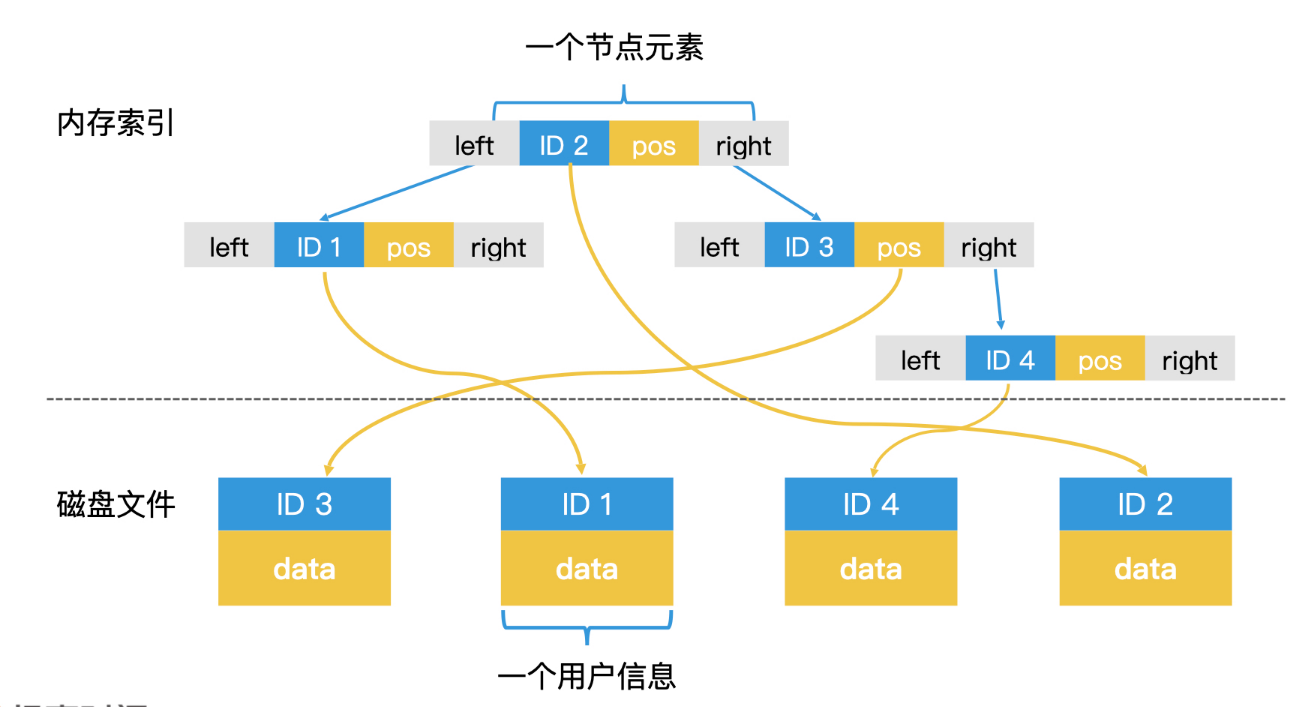 一个节点元素
内存索引
left ID 2 pos right
left ID 1 pos right
left ID 3 pos right
left ID 4 pos right
磁盘文件
ID 3
ID 1
ID 4
ID 2
data
data
data
data
一个用户信息